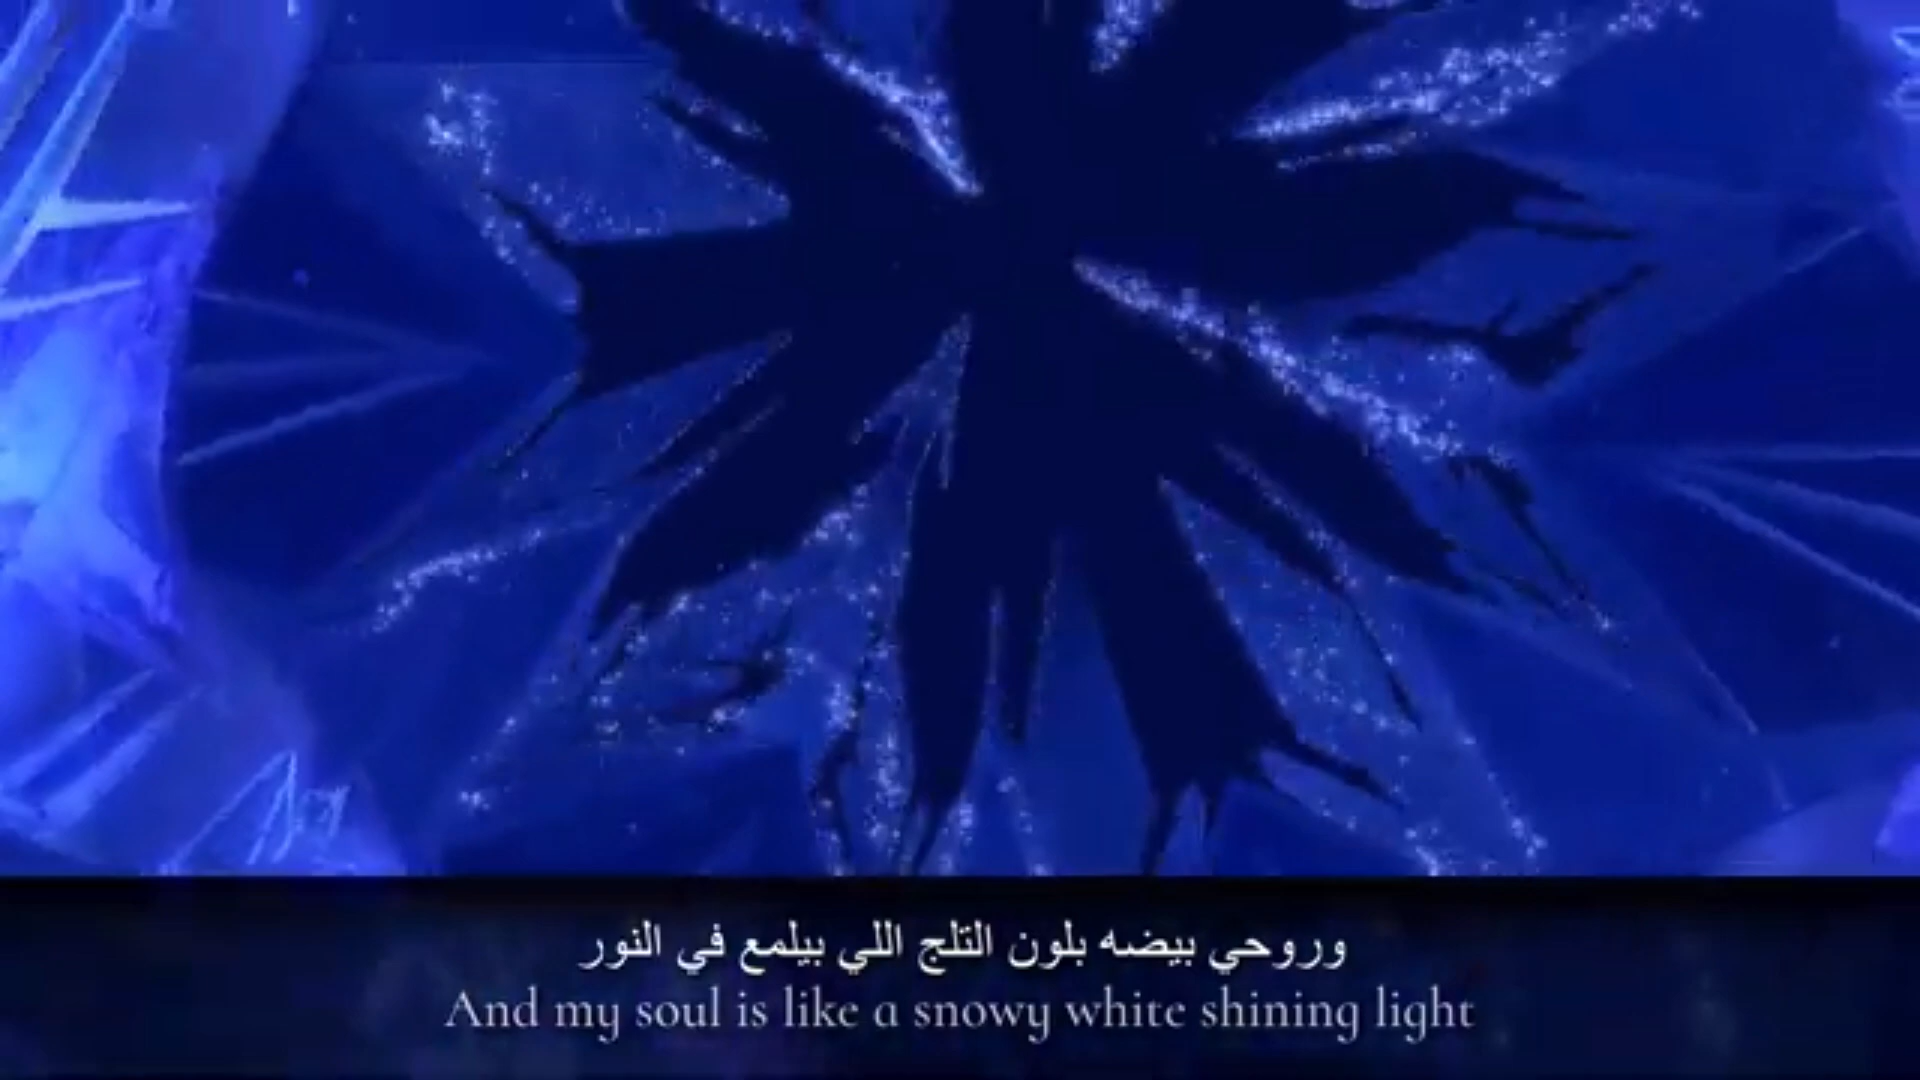 وروحي بيضه بلون التلج اللي بيلمع في النور
And my soul is like a snowy white shining light